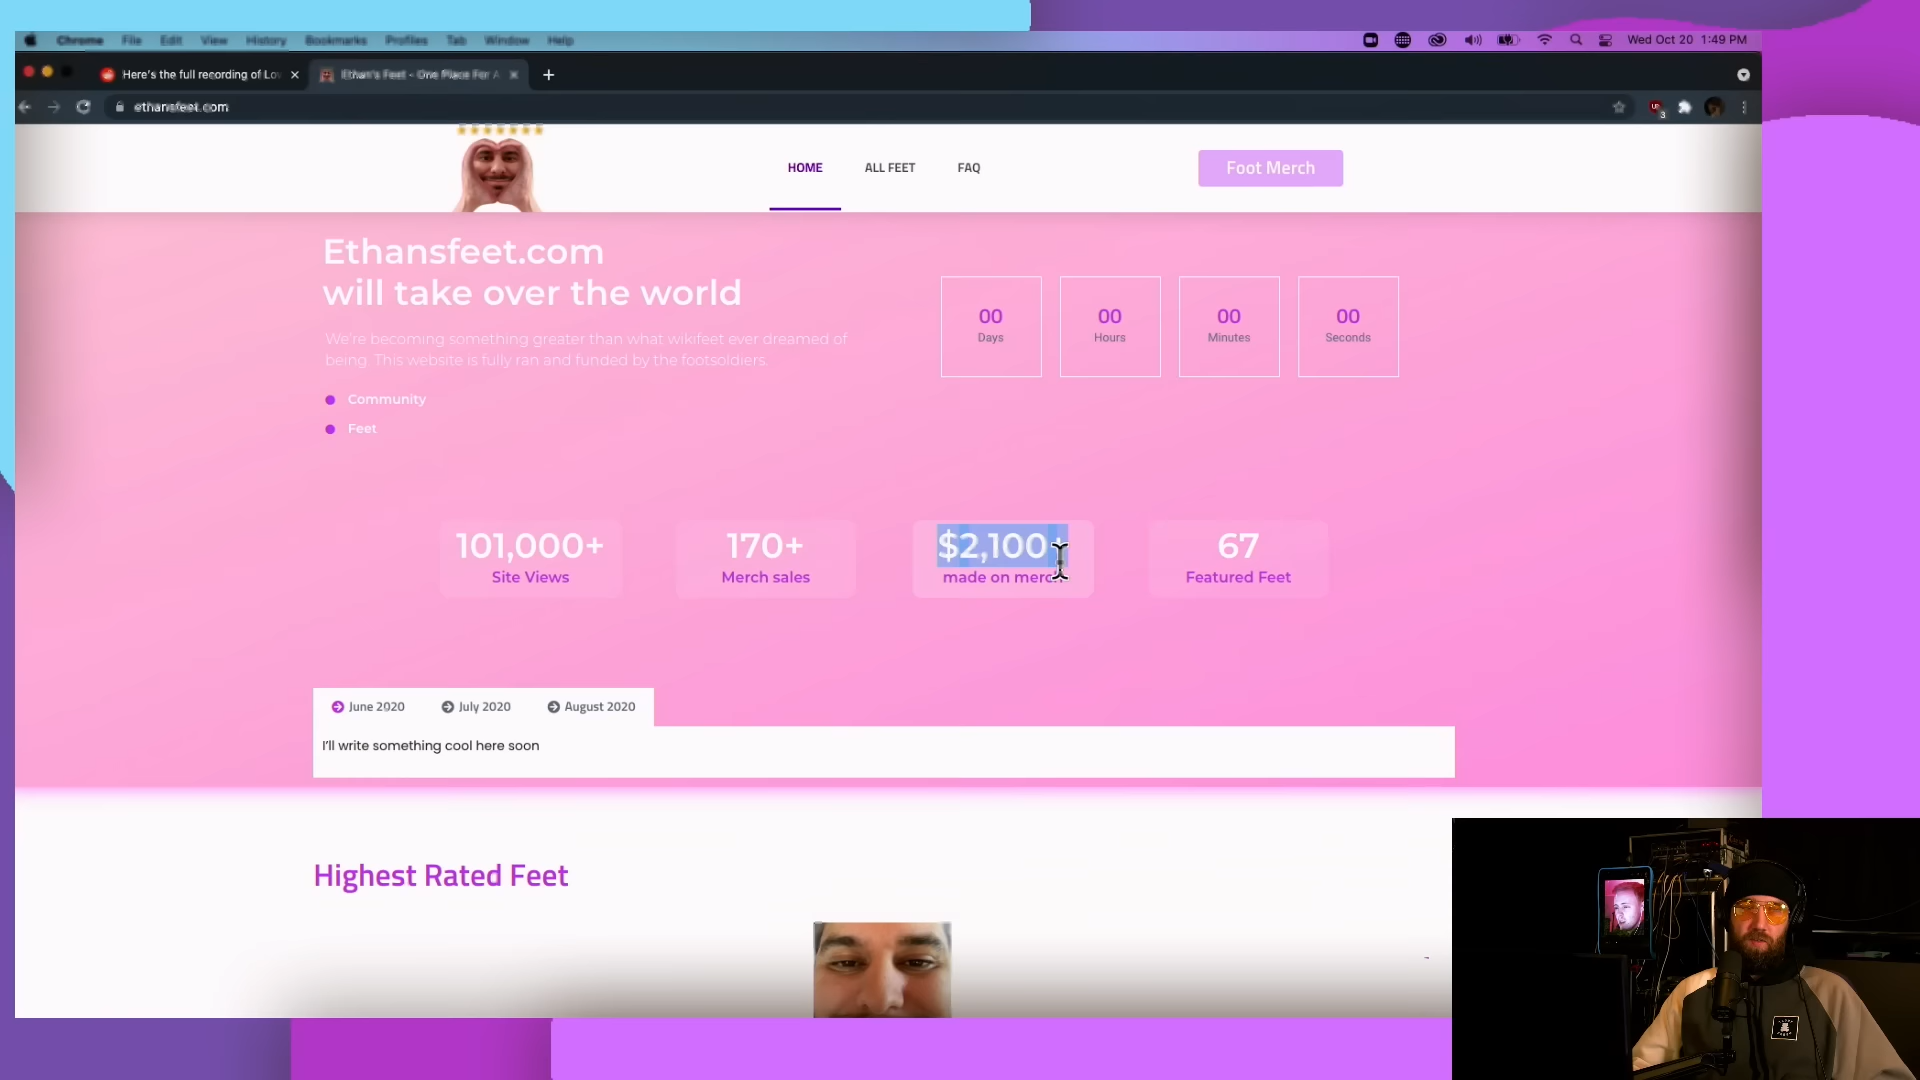 Chrome File Edit View History Bookmarks Profiles Tab Window Help
Wed Oct 20 1:49 PM
Here's the full recording of Lov
Ethan's Feet - One Place For A
ethansfeet.com
3
HOME ALL FEET FAQ
Foot Merch
Ethansfeet.com
will take over the world
We're becoming something greater than what wikifeet ever dreamed of
being. This website is fully ran and funded by the footsoldiers.
Community
Feet
00 00 00 00
Days Hours Minutes Seconds
101,000+ 170+ $2,100+ 67
Site Views Merch sales made on merch Featured Feet
June 2020 July 2020 August 2020
I'll write something cool here soon
Highest Rated Feet